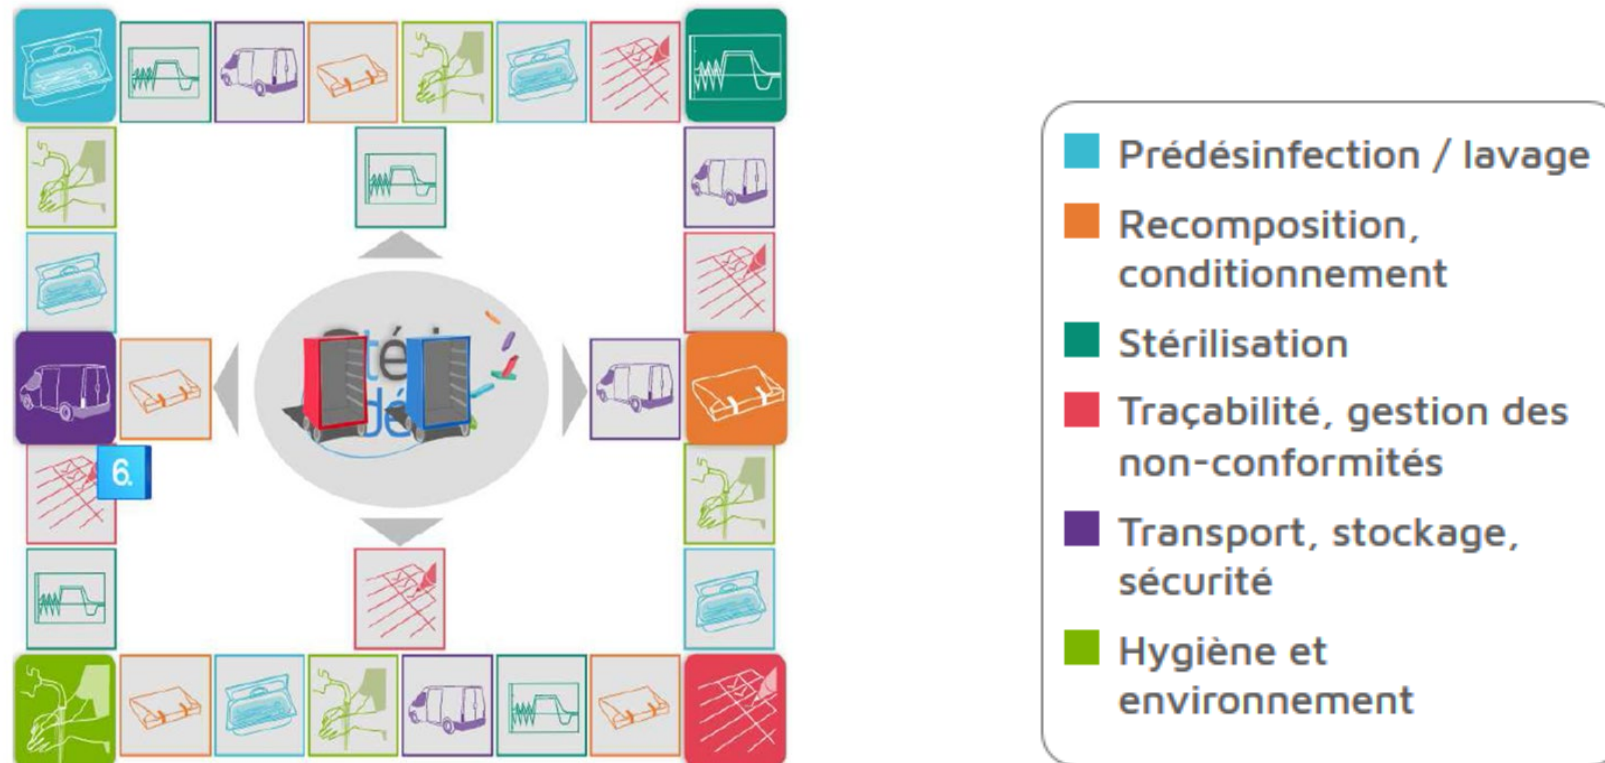 6.
Prédésinfection / lavage
Recomposition,
conditionnement
Stérilisation
Traçabilité, gestion des
non-conformités
Transport, stockage,
sécurité
Hygiène et
environnement